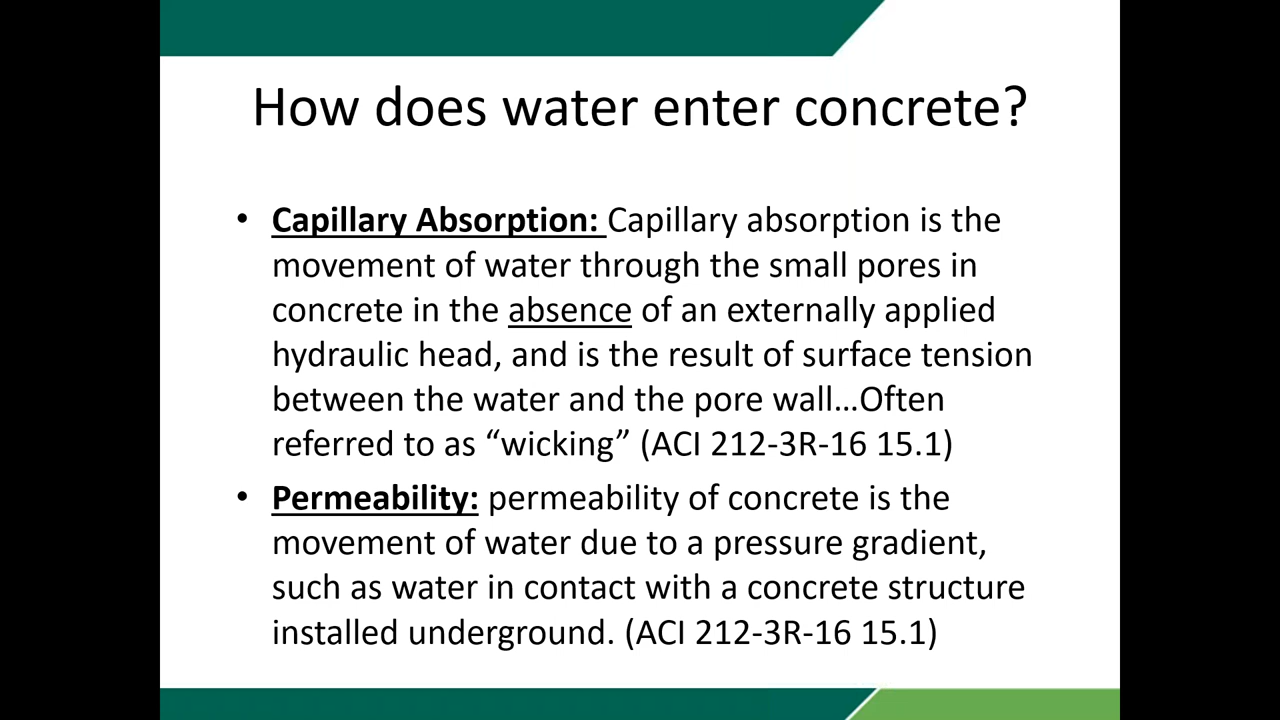 How does water enter concrete?
• Capillary Absorption: Capillary absorption is the
movement of water through the small pores in
concrete in the absence of an externally applied
hydraulic head, and is the result of surface tension
between the water and the pore wall…Often
referred to as “wicking” (ACI 212-3R-16 15.1)
• Permeability: permeability of concrete is the
movement of water due to a pressure gradient,
such as water in contact with a concrete structure
installed underground. (ACI 212-3R-16 15.1)